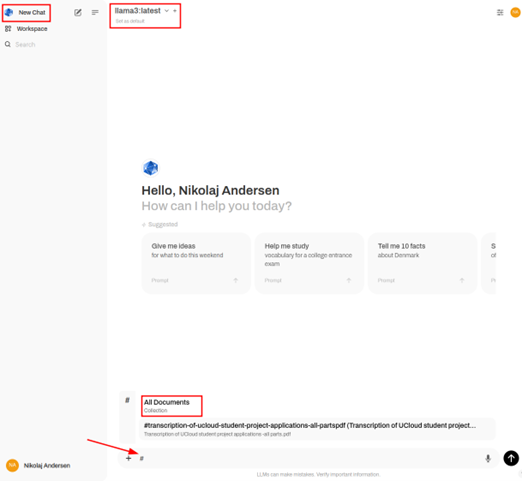 New Chat
Workspace
Search
llama3:latest
Set as default
NA
Hello, Nikolaj Andersen
How can I help you today?
Suggested
Give me ideas
for what to do this weekend
Prompt
Help me study
vocabulary for a college entrance
exam
Prompt
Tell me 10 facts
about Denmark
Prompt
S
of
P
#
All Documents
Collection
#transcription-of-ucloud-student-project-applications-all-partspdf (Transcription of UCloud student project...
Transcription of UCloud student project applications -all parts.pdf
+ #
NA Nikolaj Andersen
LLMs can make mistakes. Verify important information.
?